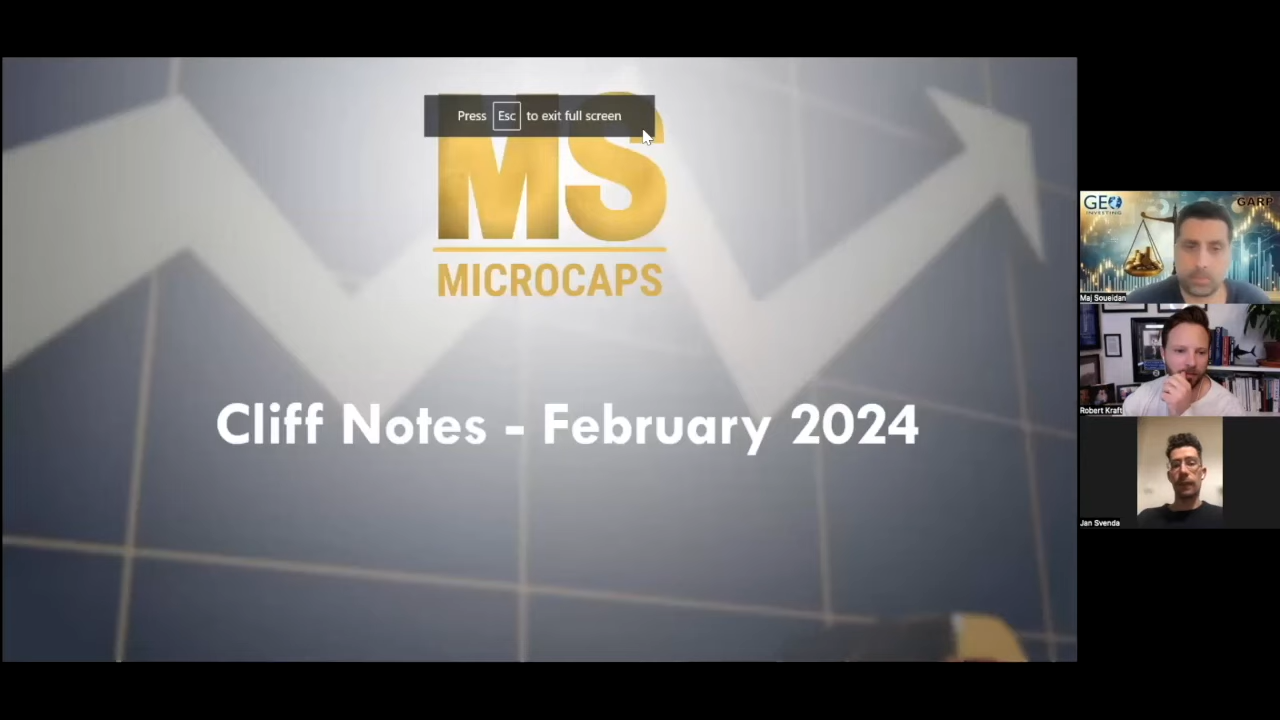 Press Esc to exit full screen
MS
MICROCAPS
Cliff Notes - February 2024
GEO
INVESTING
GARP
Maj Soueidan
Robert Kraft
Jan Svenda